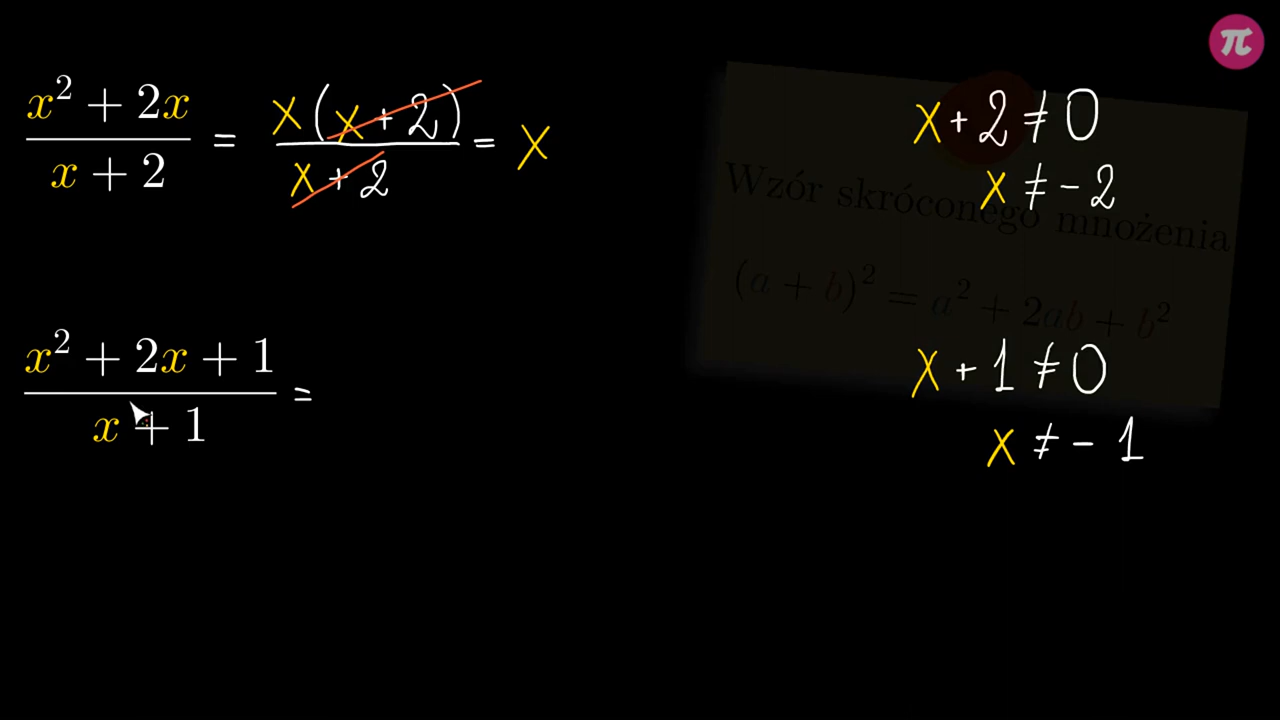 π
(x² + 2x)/(x + 2) = x(x + 2)/(x + 2) = x
x + 2 ≠ 0
x ≠ -2
Wzór skróconego mnożenia
(a + b)² = a² + 2ab + b²
(x² + 2x + 1)/(x + 1) =
x + 1 ≠ 0
x ≠ -1